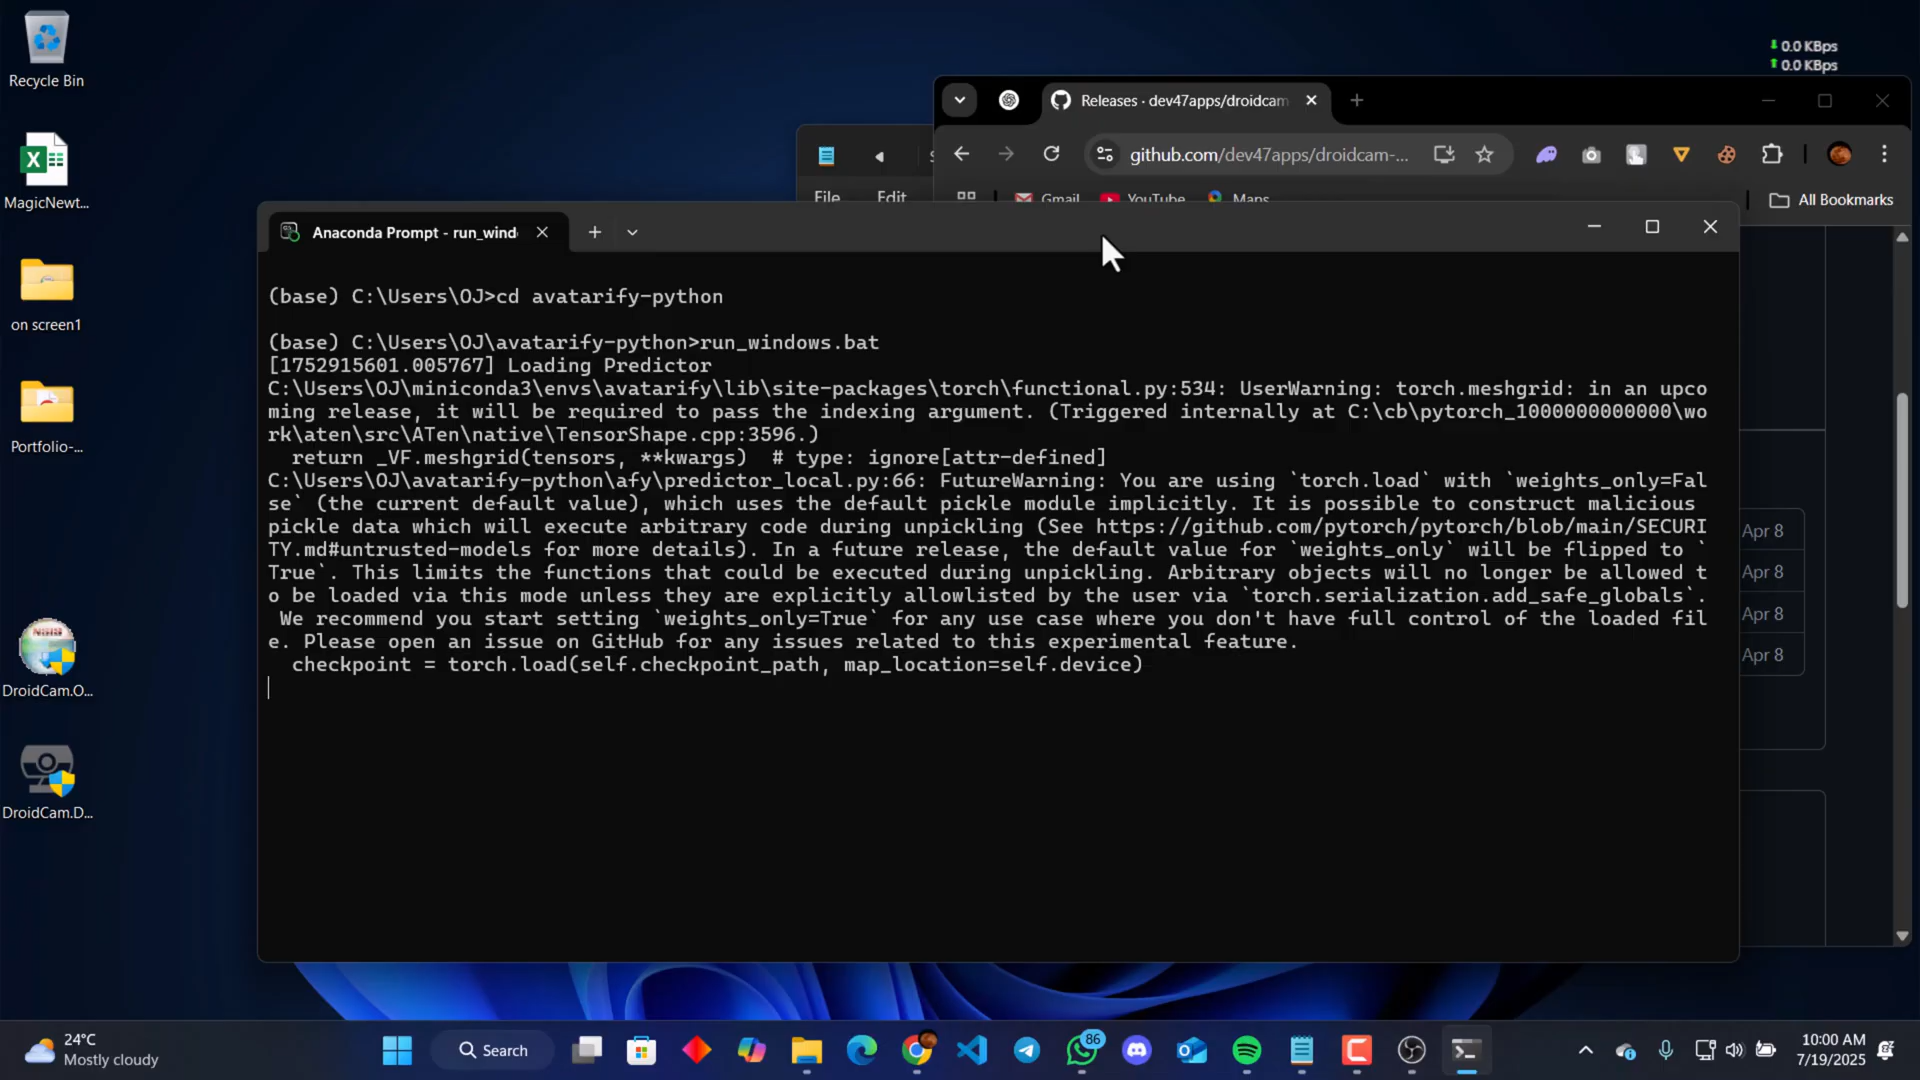 Recycle Bin
MagicNewt...
on screen1
Portfolio-...
DroidCam.O...
DroidCam.D...
0.0 KBps
0.0 KBps
Releases · dev47apps/droidcam
github.com/dev47apps/droidcam-...
File Edit
Gmail YouTube Maps
All Bookmarks
Apr 8
Apr 8
Apr 8
Apr 8
Anaconda Prompt - run_wind
(base) C:\Users\OJ>cd avatarify-python
(base) C:\Users\OJ\avatarify-python>run_windows.bat
[1752915601.005767] Loading Predictor
C:\Users\OJ\miniconda3\envs\avatarify\lib\site-packages\torch\functional.py:534: UserWarning: torch.meshgrid: in an upco
ming release, it will be required to pass the indexing argument. (Triggered internally at C:\cb\pytorch_1000000000000\wo
rk\aten\src\ATen\native\TensorShape.cpp:3596.)
return _VF.meshgrid(tensors, **kwargs)  # type: ignore[attr-defined]
C:\Users\OJ\avatarify-python\afy\predictor_local.py:66: FutureWarning: You are using `torch.load` with `weights_only=Fal
se` (the current default value), which uses the default pickle module implicitly. It is possible to construct malicious
pickle data which will execute arbitrary code during unpickling (See https://github.com/pytorch/pytorch/blob/main/SECURI
TY.md#untrusted-models for more details). In a future release, the default value for `weights_only` will be flipped to `
True`. This limits the functions that could be executed during unpickling. Arbitrary objects will no longer be allowed t
o be loaded via this mode unless they are explicitly allowlisted by the user via `torch.serialization.add_safe_globals`.
We recommend you start setting `weights_only=True` for any use case where you don't have full control of the loaded fil
e. Please open an issue on GitHub for any issues related to this experimental feature.
checkpoint = torch.load(self.checkpoint_path, map_location=self.device)
24°C
Mostly cloudy
Search
86
10:00 AM
7/19/2025